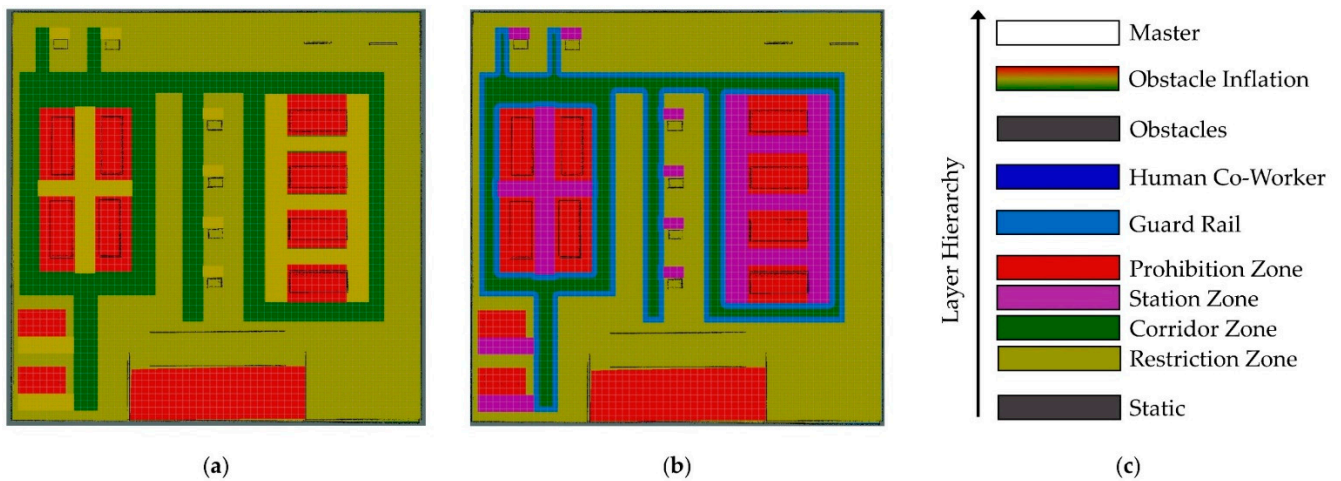 Layer Hierarchy
Master
Obstacle Inflation
Obstacles
Human Co-Worker
Guard Rail
Prohibition Zone
Station Zone
Corridor Zone
Restriction Zone
Static
(a)
(b)
(c)